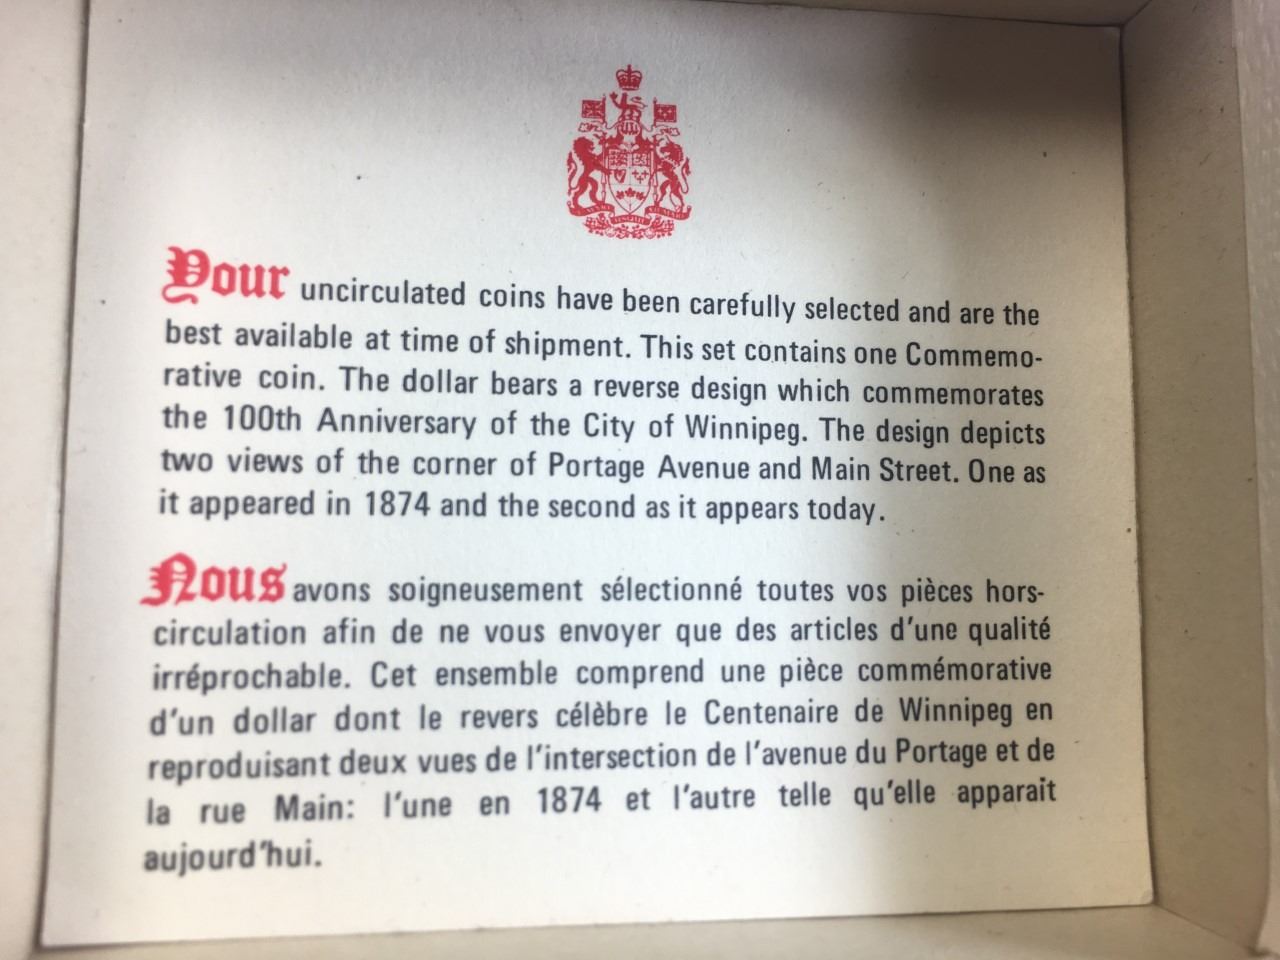 Your uncirculated coins have been carefully selected and are the
best available at time of shipment. This set contains one Commemo-
rative coin. The dollar bears a reverse design which commemorates
the 100th Anniversary of the City of Winnipeg. The design depicts
two views of the corner of Portage Avenue and Main Street. One as
it appeared in 1874 and the second as it appears today.
Nous avons soigneusement sélectionné toutes vos pièces hors-
circulation afin de ne vous envoyer que des articles d'une qualité
irréprochable. Cet ensemble comprend une pièce commémorative
d'un dollar dont le revers célèbre le Centenaire de Winnipeg en
reproduisant deux vues de l'intersection de l'avenue du Portage et de
la rue Main: l'une en 1874 et l'autre telle qu'elle apparait
aujourd'hui.